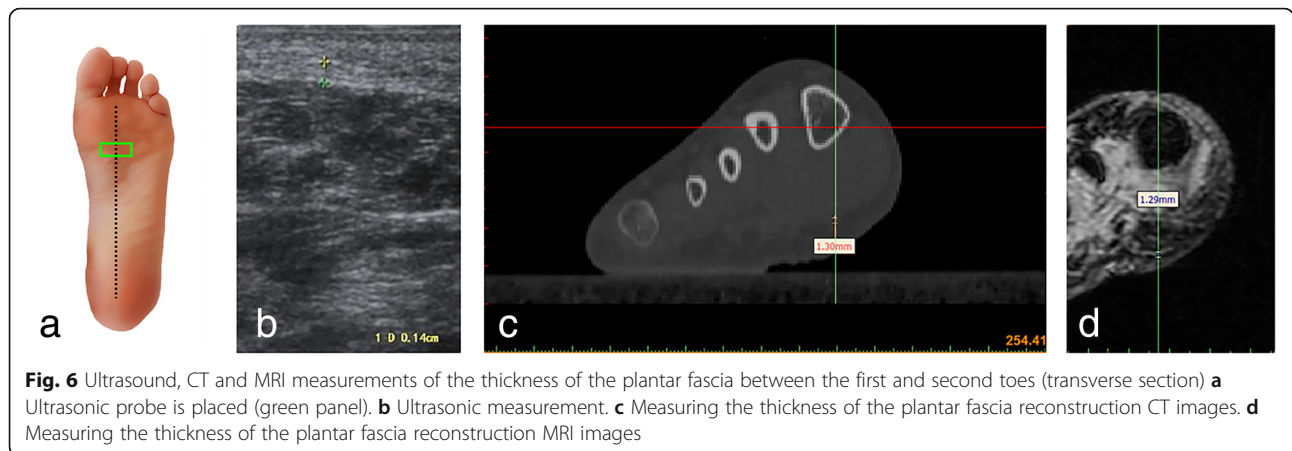 a
b
1 D 0.14cm
c
1.30mm
254.41
d
1.29mm
Fig. 6 Ultrasound, CT and MRI measurements of the thickness of the plantar fascia between the first and second toes (transverse section) a
Ultrasonic probe is placed (green panel). b Ultrasonic measurement. c Measuring the thickness of the plantar fascia reconstruction CT images. d
Measuring the thickness of the plantar fascia reconstruction MRI images